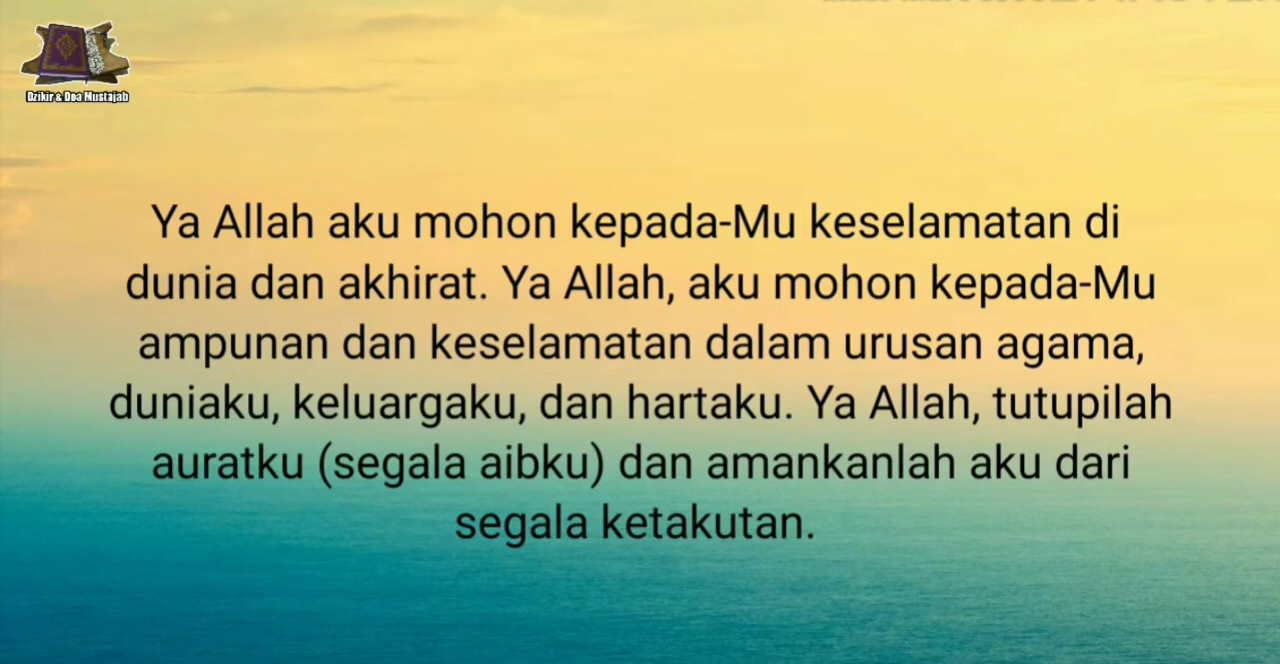 Dzikir & Doa Mustajab
Ya Allah aku mohon kepada-Mu keselamatan di
dunia dan akhirat. Ya Allah, aku mohon kepada-Mu
ampunan dan keselamatan dalam urusan agama,
duniaku, keluargaku, dan hartaku. Ya Allah, tutupilah
auratku (segala aibku) dan amankanlah aku dari
segala ketakutan.